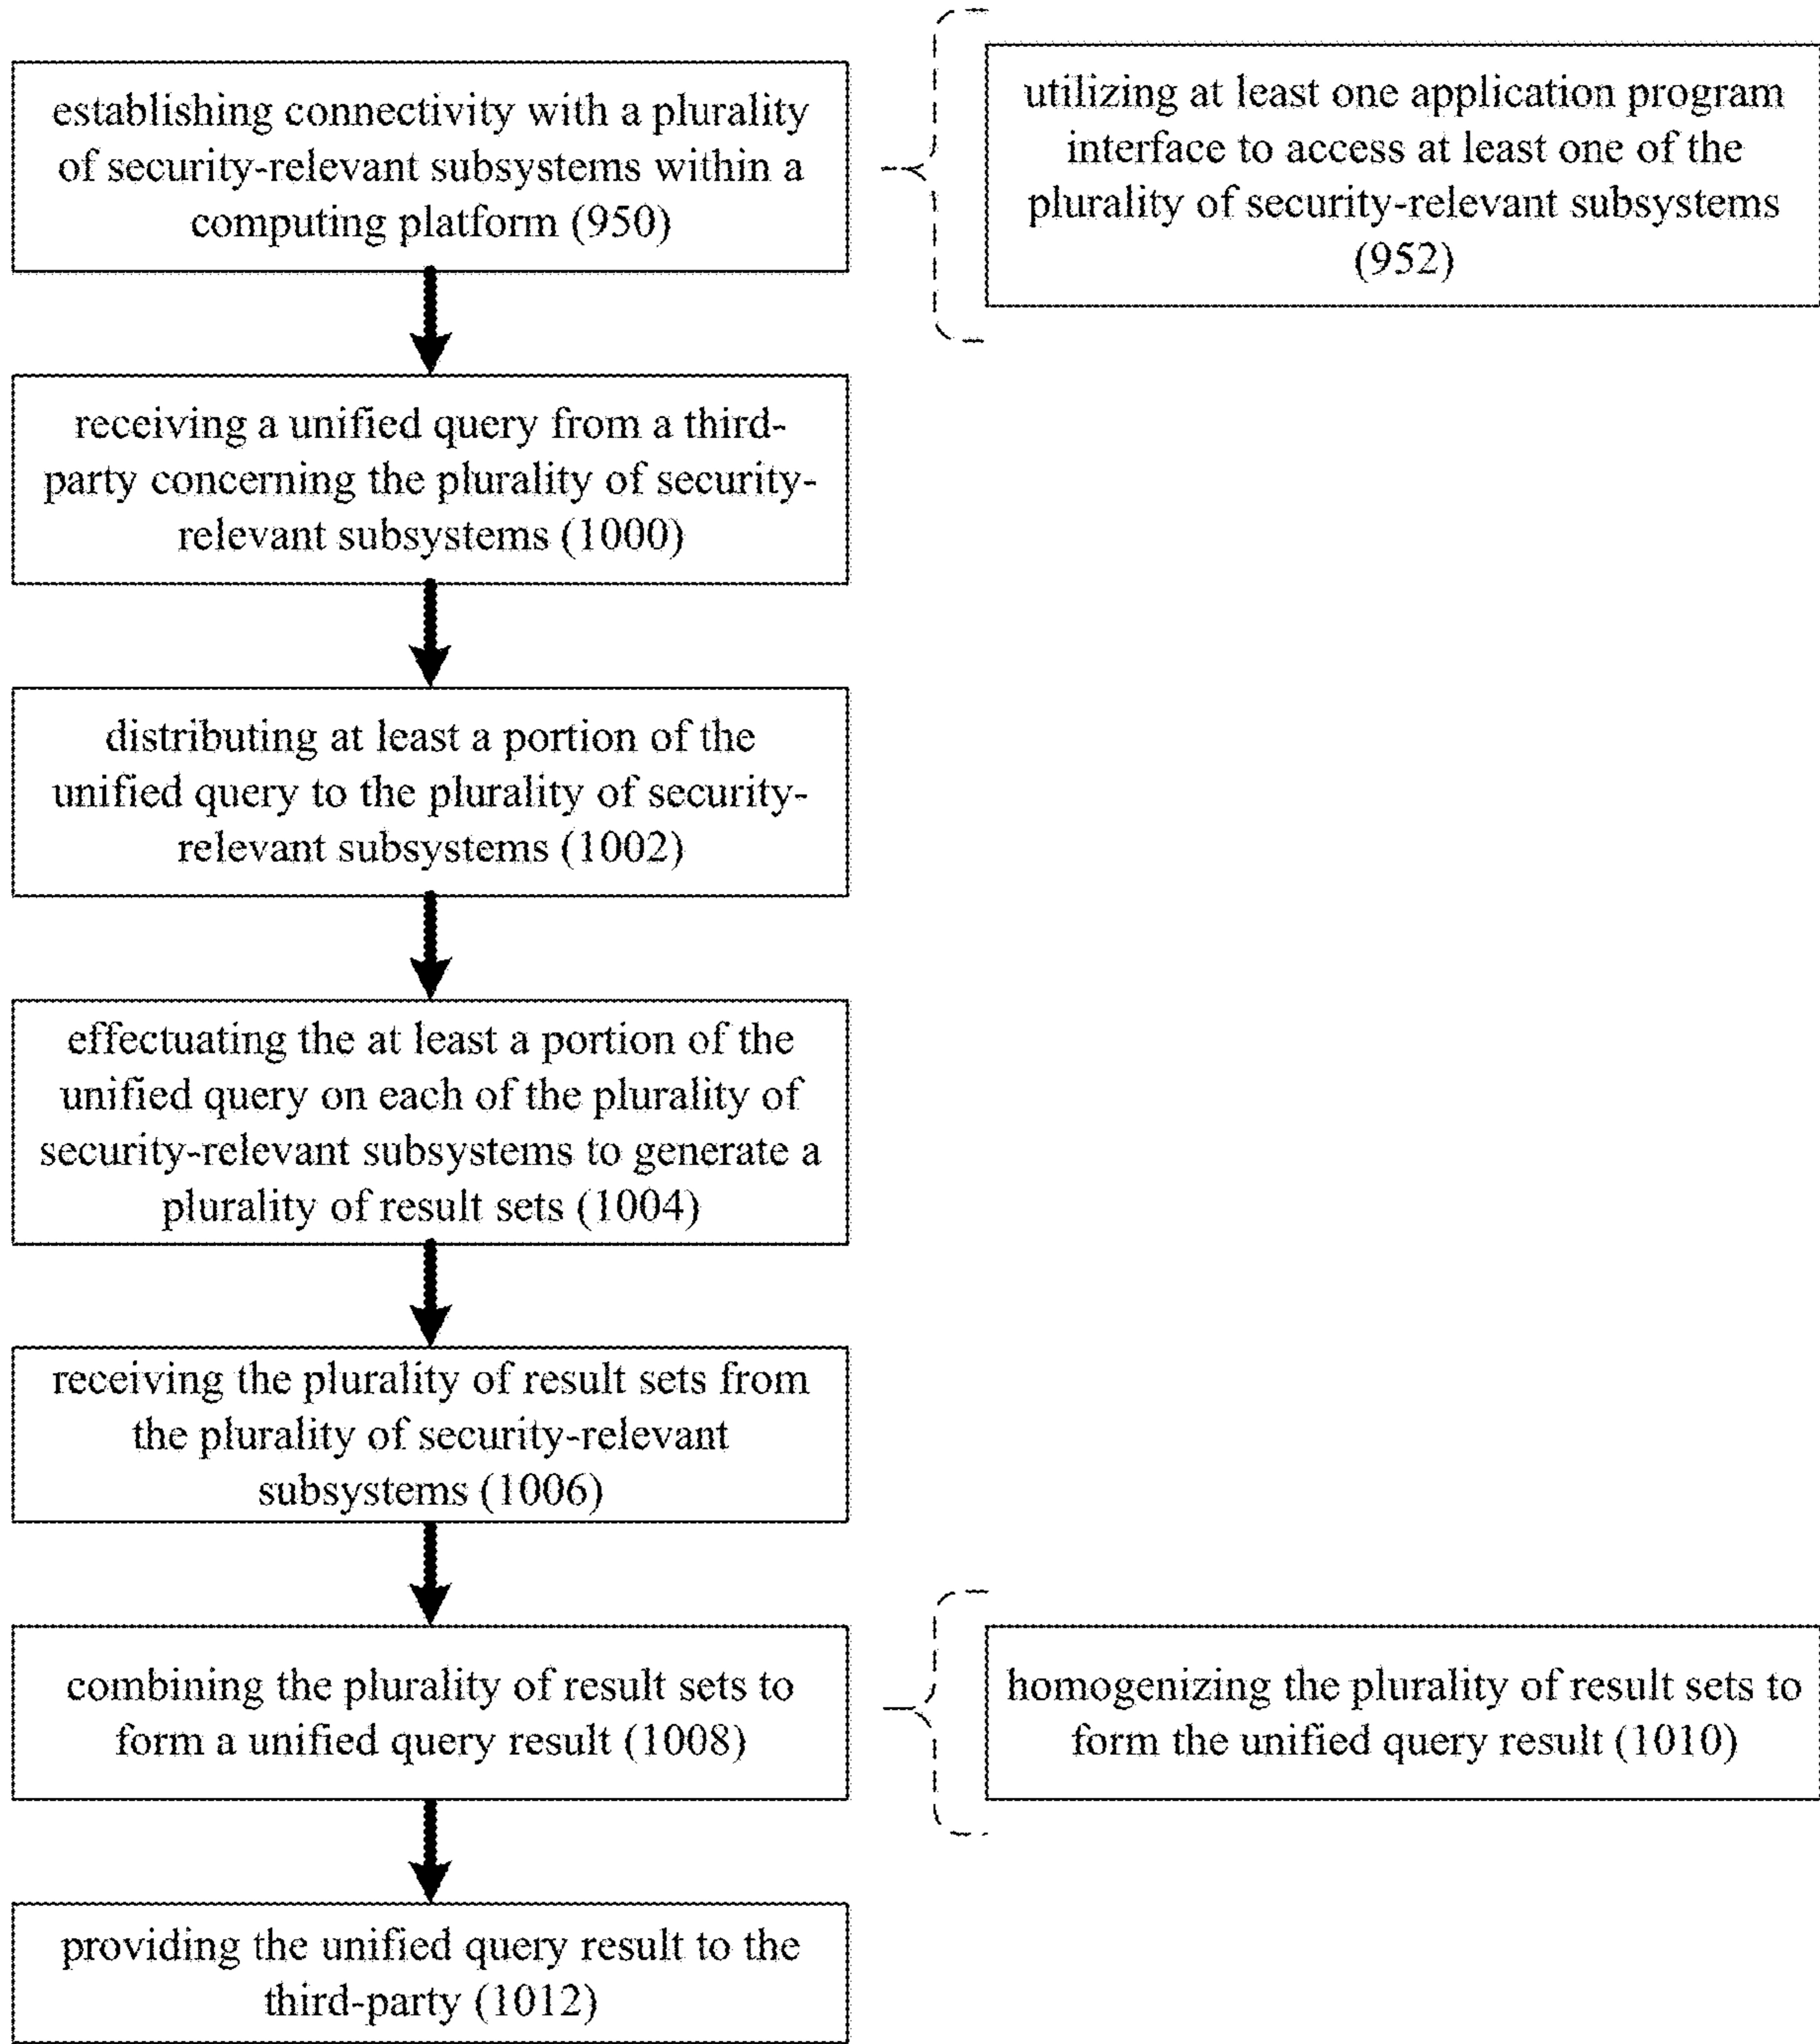 establishing connectivity with a plurality
of security-relevant subsystems within a
computing platform (950)
utilizing at least one application program
interface to access at least one of the
plurality of security-relevant subsystems
(952)
receiving a unified query from a third-
party concerning the plurality of security-
relevant subsystems (1000)
distributing at least a portion of the
unified query to the plurality of security-
relevant subsystems (1002)
effectuating the at least a portion of the
unified query on each of the plurality of
security-relevant subsystems to generate a
plurality of result sets (1004)
receiving the plurality of result sets from
the plurality of security-relevant
subsystems (1006)
combining the plurality of result sets to
form a unified query result (1008)
homogenizing the plurality of result sets to
form the unified query result (1010)
providing the unified query result to the
third-party (1012)